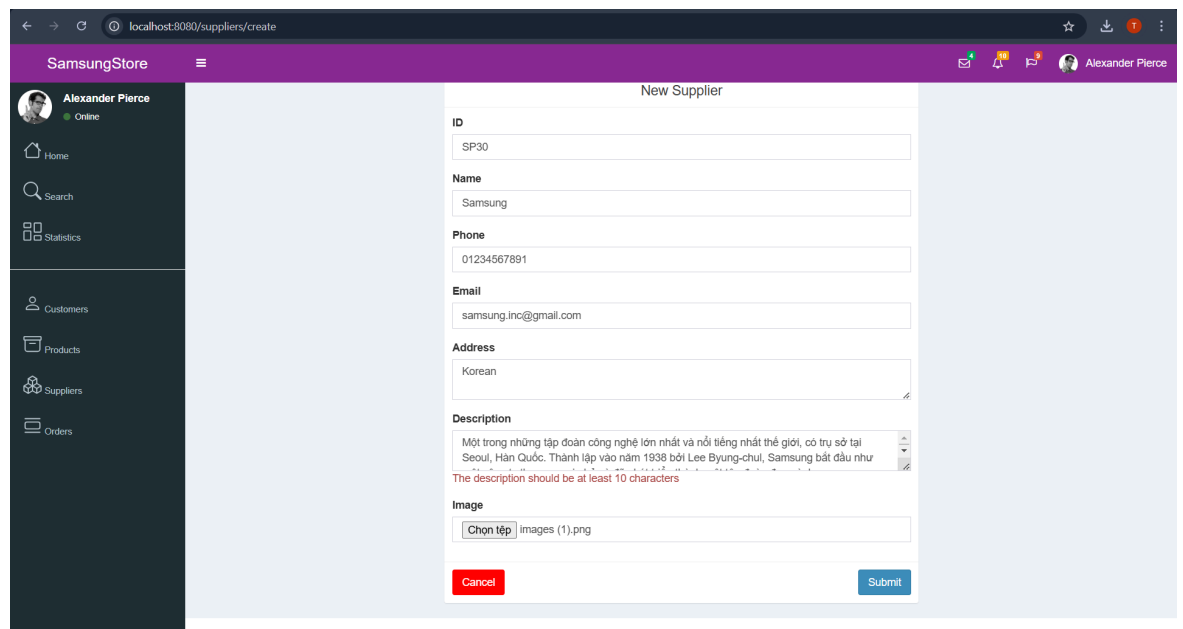 localhost:8080/suppliers/create
T
SamsungStore
4
10
9
Alexander Pierce
Alexander Pierce
Online
Home
Search
Statistics
Customers
Products
Suppliers
Orders
New Supplier
ID
SP30
Name
Samsung
Phone
01234567891
Email
samsung.inc@gmail.com
Address
Korean
Description
Một trong những tập đoàn công nghệ lớn nhất và nổi tiếng nhất thế giới, có trụ sở tại
Seoul, Hàn Quốc. Thành lập vào năm 1938 bởi Lee Byung-chul, Samsung bắt đầu như
The description should be at least 10 characters
Image
Chọn tệp images (1).png
Cancel
Submit